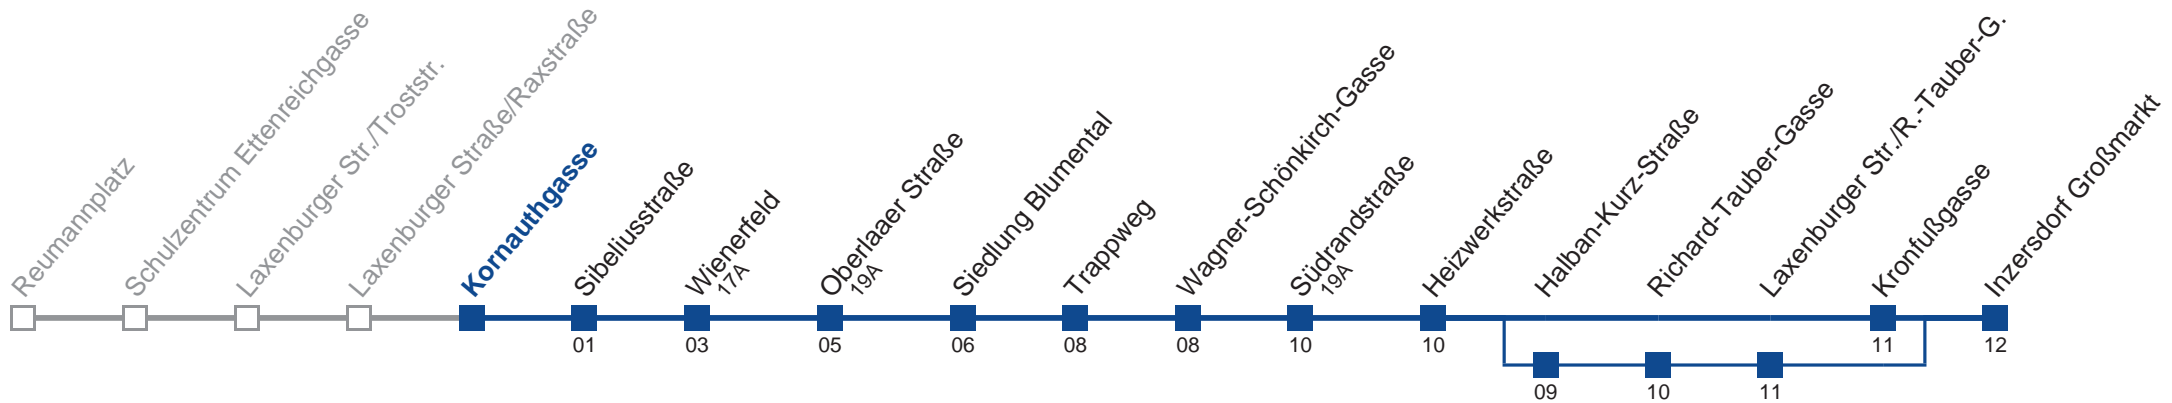 Reumannplatz
Schulzentrum Ettenreichgasse
Laxenburger Str./Troststr.
Laxenburger Straße/Raxstraße
Kornauthgasse
Sibeliusstraße
Wienerfeld
17A
Oberlaaer Straße
19A
Siedlung Blumental
Trappweg
Wagner-Schönkirch-Gasse
Südrandstraße
19A
Heizwerkstraße
Halban-Kurz-Straße
Richard-Tauber-Gasse
Laxenburger Str./R.-Tauber-G.
Kronfußgasse
Inzersdorf Großmarkt
01
03
05
06
08
08
10
10
11
12
09
10
11